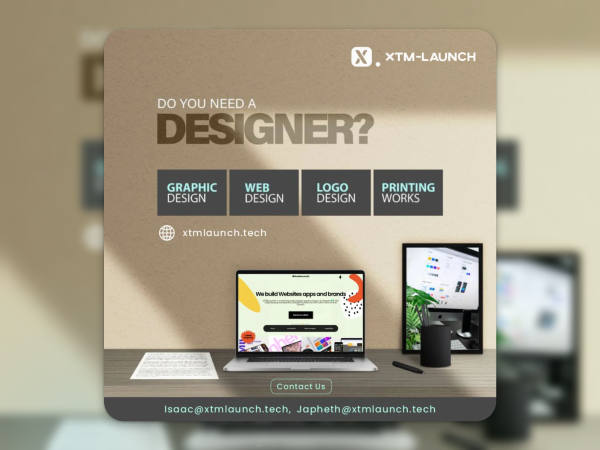 XTM-LAUNCH
DO YOU NEED A
DESIGNER?
GRAPHIC
DESIGN
WEB
DESIGN
LOGO
DESIGN
PRINTING
WORKS
xtmlaunch.tech
We build Websites apps and brands
Contact Us
Isaac@xtmlaunch.tech, Japheth@xtmlaunch.tech